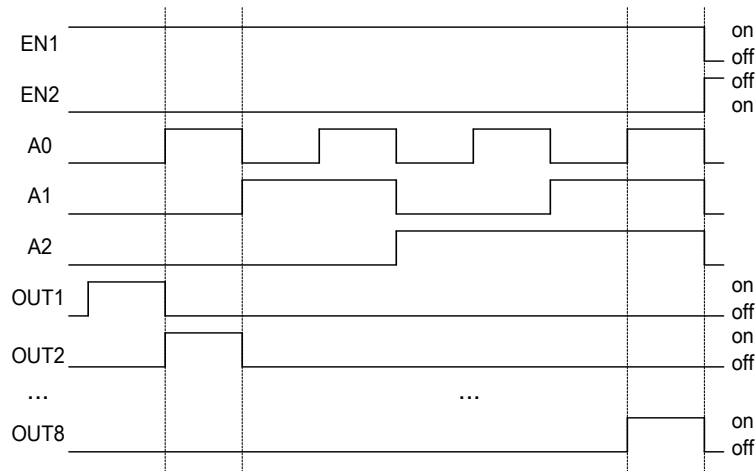 EN1 on
off
EN2 off
on
A0
A1
A2
OUT1 on
off
OUT2 on
off
... ...
OUT8 on
off